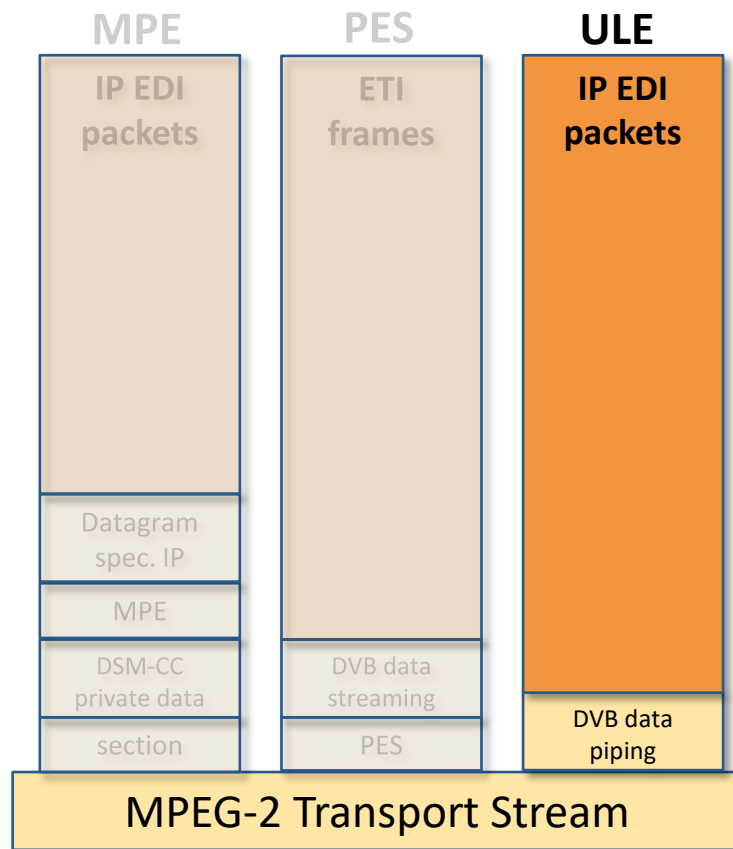 MPE
IP EDI
packets
Datagram
spec. IP
MPE
DSM-CC
private data
section
PES
ETI
frames
DVB data
streaming
PES
ULE
IP EDI
packets
DVB data
piping
MPEG-2 Transport Stream